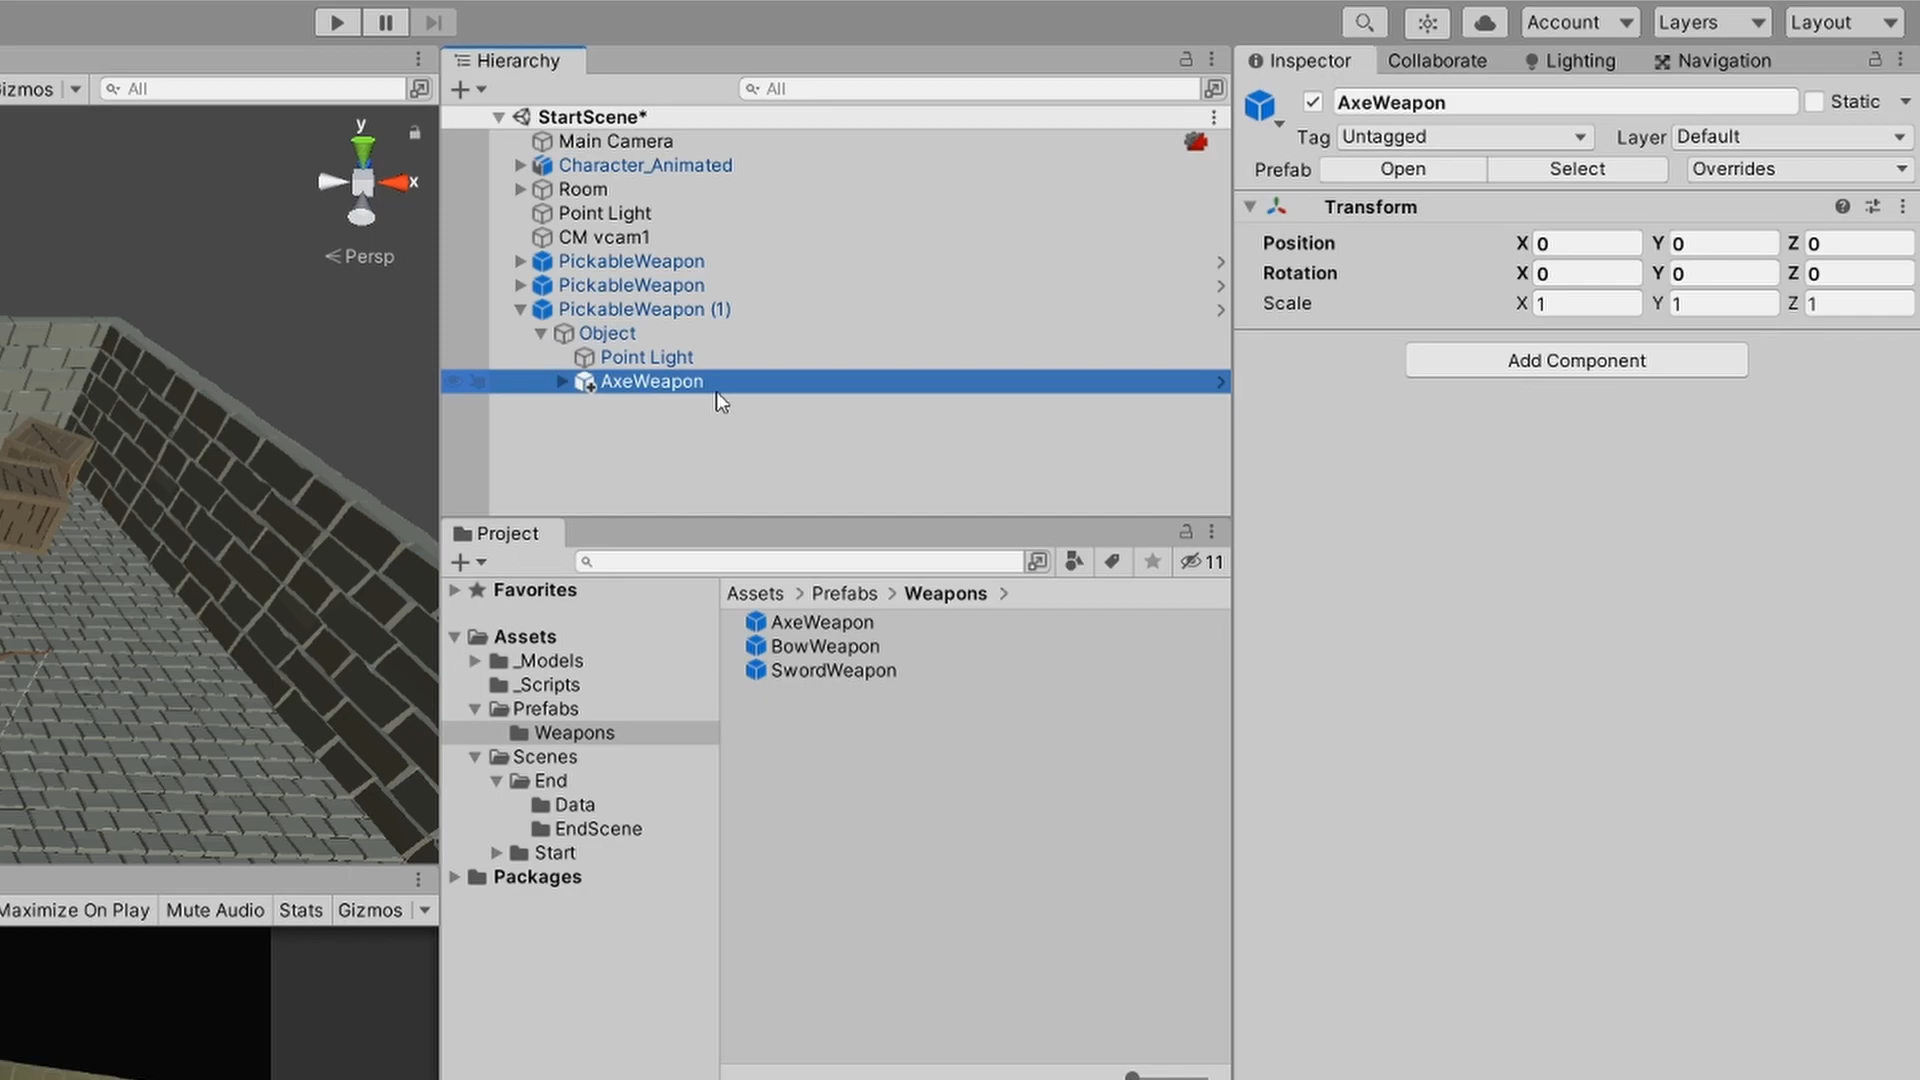 Account
Layers
Layout
Gizmos
All
y
x
Persp
Maximize On Play
Mute Audio
Stats
Gizmos
Hierarchy
All
StartScene*
Main Camera
Character_Animated
Room
Point Light
CM vcam1
PickableWeapon
PickableWeapon
PickableWeapon (1)
Object
Point Light
AxeWeapon
Project
11
Favorites
Assets
_Models
_Scripts
Prefabs
Weapons
Scenes
End
Data
EndScene
Start
Packages
Assets > Prefabs > Weapons >
AxeWeapon
BowWeapon
SwordWeapon
Inspector
Collaborate
Lighting
Navigation
AxeWeapon
Static
Tag Untagged
Layer Default
Prefab Open Select Overrides
Transform
Position X 0 Y 0 Z 0
Rotation X 0 Y 0 Z 0
Scale X 1 Y 1 Z 1
Add Component